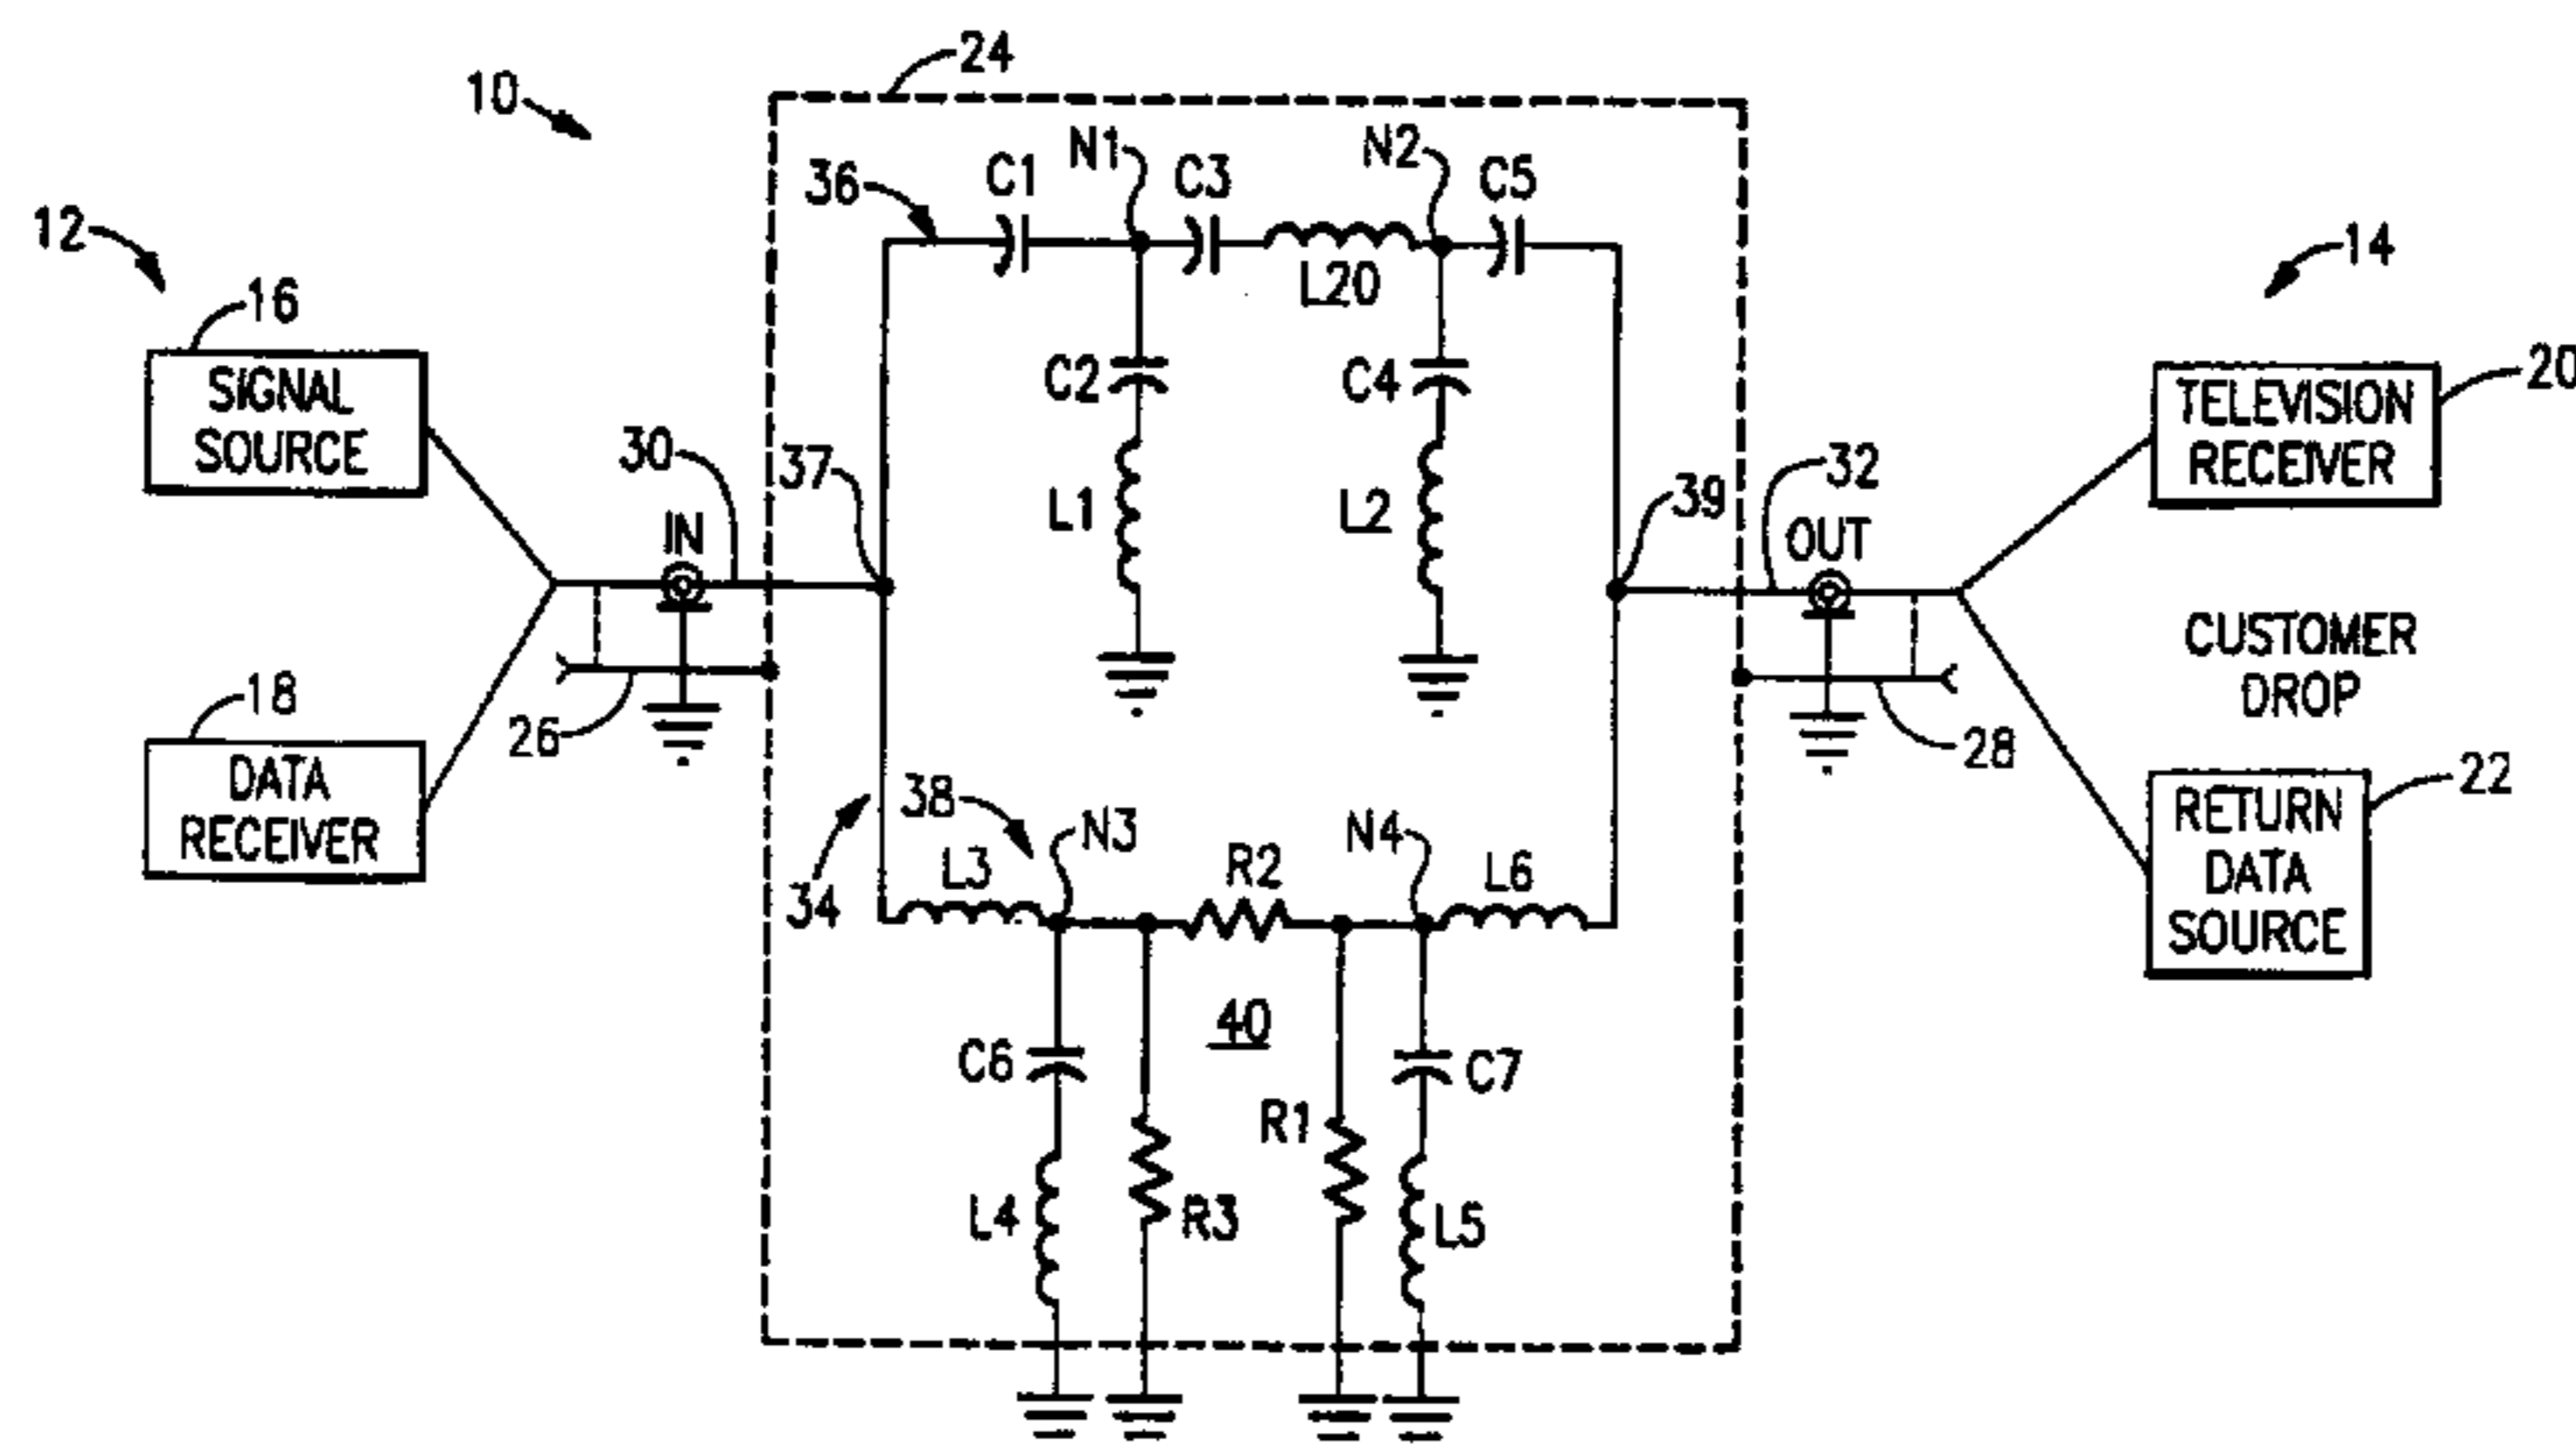 24
10
N1
N2
C1
C3
C5
36
12
14
L20
16
SIGNAL
SOURCE
C2
C4
20
TELEVISION
RECEIVER
30
37
32
39
L1
L2
IN
OUT
CUSTOMER
DROP
18
26
28
DATA
RECEIVER
38
N3
N4
22
RETURN
DATA
SOURCE
34
L3
R2
L6
40
C6
C7
R1
L4
R3
L5